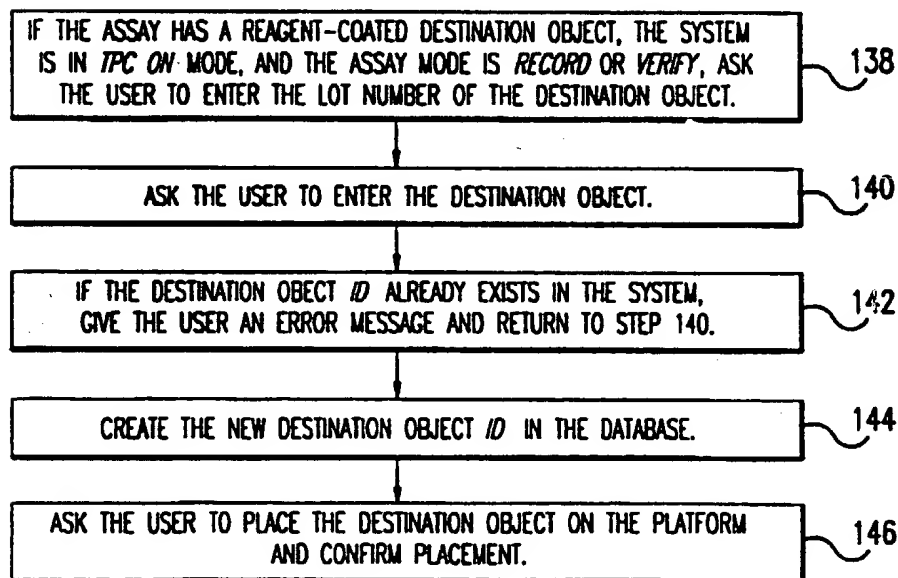 IF THE ASSAY HAS A REAGENT-COATED DESTINATION OBJECT, THE SYSTEM
IS IN TPC ON MODE, AND THE ASSAY MODE IS RECORD OR VERIFY, ASK
THE USER TO ENTER THE LOT NUMBER OF THE DESTINATION OBJECT.
138
ASK THE USER TO ENTER THE DESTINATION OBJECT.
140
IF THE DESTINATION OBECT ID ALREADY EXISTS IN THE SYSTEM,
GIVE THE USER AN ERROR MESSAGE AND RETURN TO STEP 140.
142
CREATE THE NEW DESTINATION OBJECT ID IN THE DATABASE.
144
ASK THE USER TO PLACE THE DESTINATION OBJECT ON THE PLATFORM
AND CONFIRM PLACEMENT.
146